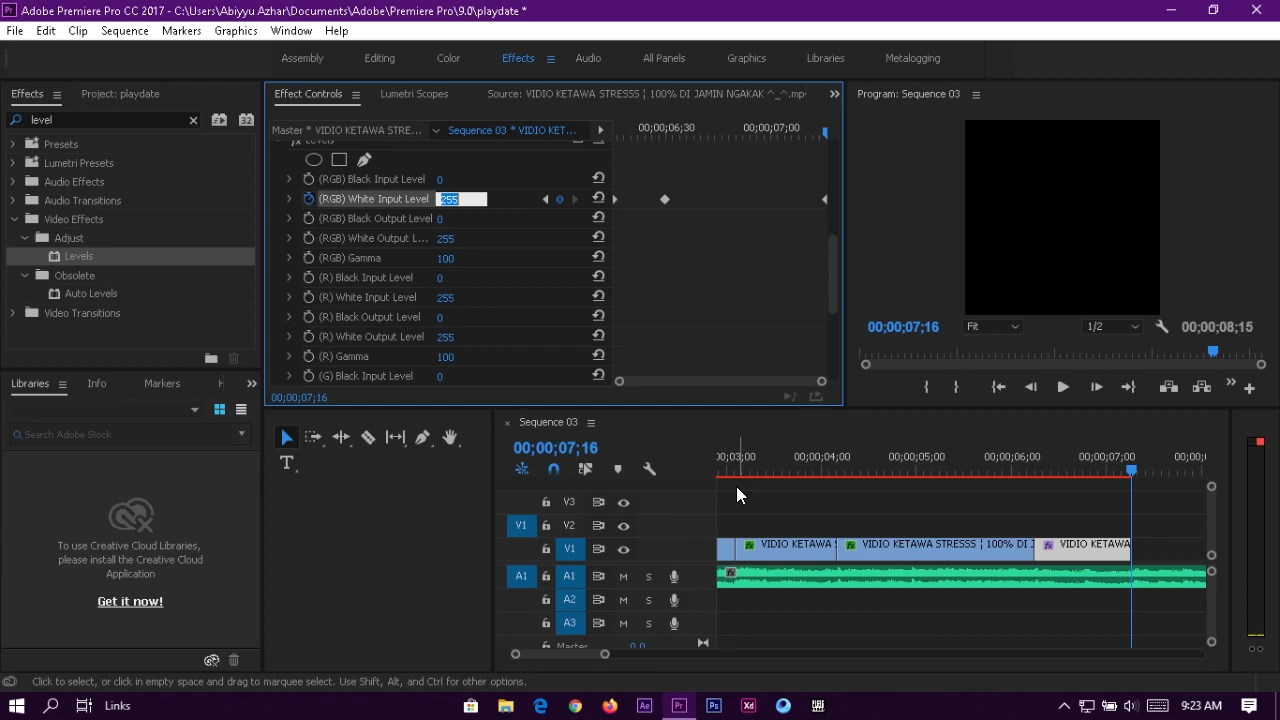 Adobe Premiere Pro CC 2017 - C:\Users\Abiyyu Azhar\Documents\Adobe\Premiere Pro\9.0\playdate *
File Edit Clip Sequence Markers Graphics Window Help
Assembly Editing Color Effects Audio All Panels Graphics Libraries Metalogging
Effects Project: playdate
level
Presets
Lumetri Presets
Audio Effects
Audio Transitions
Video Effects
Adjust
Levels
Obsolete
Auto Levels
Video Transitions
Libraries Info Markers
Search Adobe Stock
To use Creative Cloud Libraries,
please install the Creative Cloud
Application
Get it now!
Effect Controls Lumetri Scopes Source: VIDIO KETAWA STRESSS ¦ 100% DI JAMIN NGAKAK ^_^.mp4
Master * VIDIO KETAWA STRE... Sequence 03 * VIDIO KET...
00;00;06;30 00;00;07;00
(RGB) Black Input Level 0
(RGB) White Input Level 255
(RGB) Black Output Level 0
(RGB) White Output L... 255
(RGB) Gamma 100
(R) Black Input Level 0
(R) White Input Level 255
(R) Black Output Level 0
(R) White Output Level 255
(R) Gamma 100
(G) Black Input Level 0
00;00;07;16
Program: Sequence 03
00;00;07;16 Fit 1/2 00;00;08;15
Sequence 03
00;00;07;16
00;03;00 00;00;04;00 00;00;05;00 00;00;06;00 00;00;07;00 00;00;
V3
V1 V2
V1 VIDIO KETAWA VIDIO KETAWA STRESSS ¦ 100% DI J VIDIO KETAWA
A1 A1 M S
A2 M S
A3 M S
Master 0.0
Click to select, or click in empty space and drag to marquee select. Use Shift, Alt, and Ctrl for other options.
Links
Ae Pr Ps Xd
9:23 AM